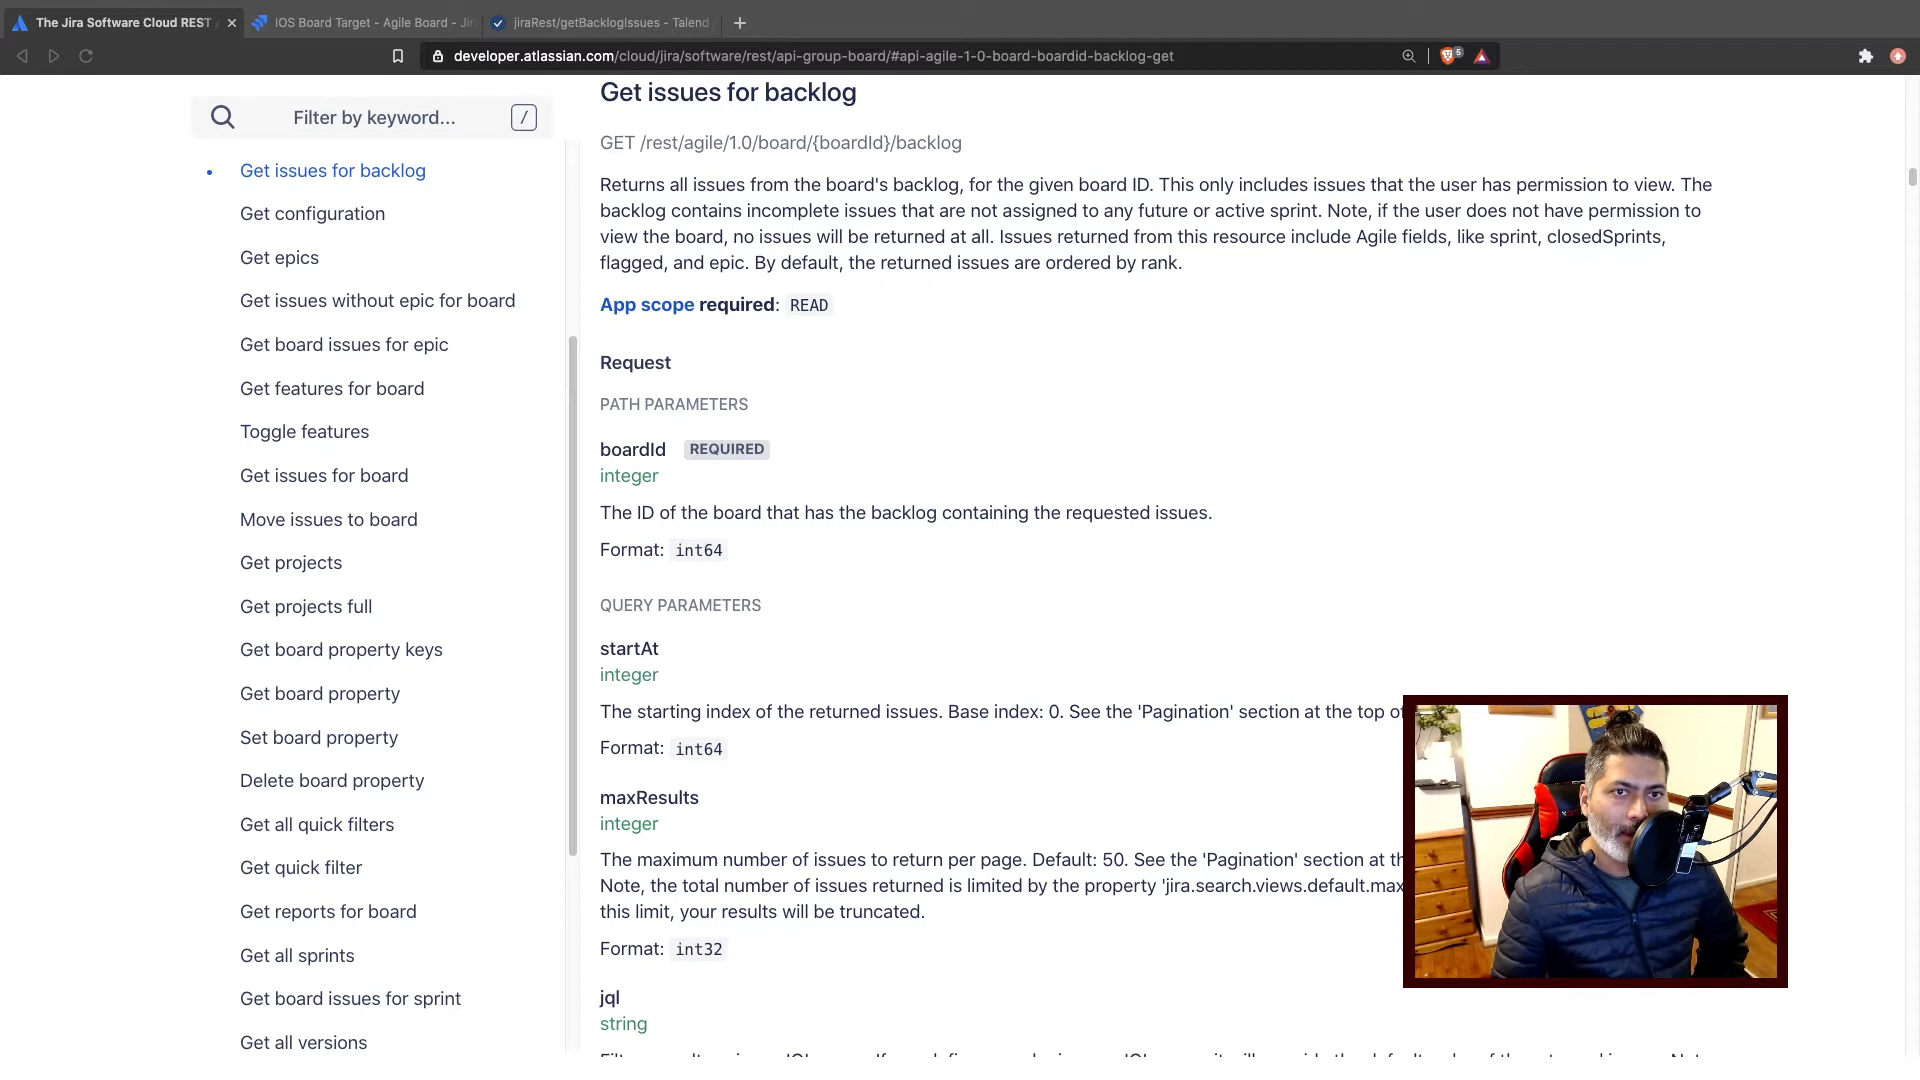 The Jira Software Cloud REST
IOS Board Target - Agile Board - Jir
jiraRest/getBacklogIssues - Talend
developer.atlassian.com/cloud/jira/software/rest/api-group-board/#api-agile-1-0-board-boardid-backlog-get
5
Filter by keyword...
/
Get issues for backlog
Get configuration
Get epics
Get issues without epic for board
Get board issues for epic
Get features for board
Toggle features
Get issues for board
Move issues to board
Get projects
Get projects full
Get board property keys
Get board property
Set board property
Delete board property
Get all quick filters
Get quick filter
Get reports for board
Get all sprints
Get board issues for sprint
Get all versions
Get issues for backlog
GET /rest/agile/1.0/board/{boardId}/backlog
Returns all issues from the board's backlog, for the given board ID. This only includes issues that the user has permission to view. The
backlog contains incomplete issues that are not assigned to any future or active sprint. Note, if the user does not have permission to
view the board, no issues will be returned at all. Issues returned from this resource include Agile fields, like sprint, closedSprints,
flagged, and epic. By default, the returned issues are ordered by rank.
App scope required: READ
Request
PATH PARAMETERS
boardId REQUIRED
integer
The ID of the board that has the backlog containing the requested issues.
Format: int64
QUERY PARAMETERS
startAt
integer
The starting index of the returned issues. Base index: 0. See the 'Pagination' section at the top of
Format: int64
maxResults
integer
The maximum number of issues to return per page. Default: 50. See the 'Pagination' section at th
Note, the total number of issues returned is limited by the property 'jira.search.views.default.max
this limit, your results will be truncated.
Format: int32
jql
string